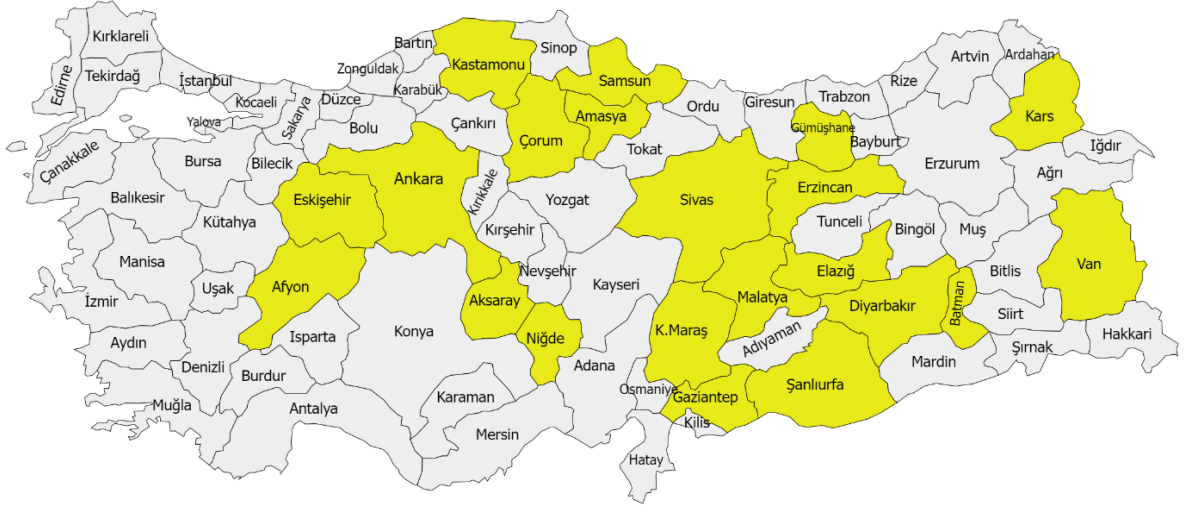 Kırklareli
Edirne
Tekirdağ
İstanbul
Kocaeli
Yalova
Sakarya
Düzce
Zonguldak
Bartın
Karabük
Kastamonu
Sinop
Samsun
Bolu
Çankırı
Çorum
Amasya
Ordu
Giresun
Trabzon
Rize
Artvin
Ardahan
Gümüşhane
Bayburt
Kars
Iğdır
Çanakkale
Bursa
Bilecik
Balıkesir
Kütahya
Eskişehir
Ankara
Kırıkkale
Yozgat
Tokat
Sivas
Erzincan
Erzurum
Ağrı
Kırşehir
Tunceli
Bingöl
Muş
Manisa
Uşak
Afyon
Nevşehir
Aksaray
Kayseri
Malatya
Elazığ
Diyarbakır
Batman
Bitlis
Van
İzmir
Aydın
Denizli
Isparta
Konya
Niğde
K.Maraş
Adıyaman
Siirt
Şırnak
Hakkari
Burdur
Muğla
Antalya
Karaman
Mersin
Adana
Osmaniye
Gaziantep
Kilis
Şanlıurfa
Mardin
Hatay